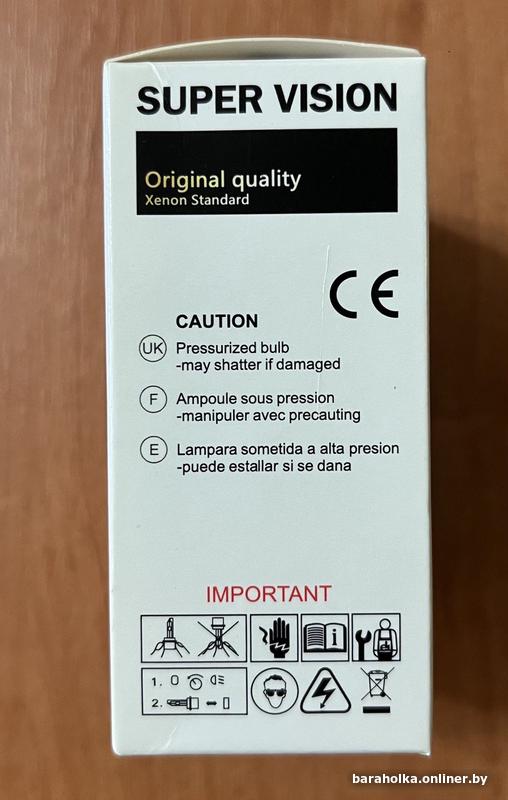 SUPER VISION
Original quality
Xenon Standard
CE
CAUTION
UK Pressurized bulb
-may shatter if damaged
F Ampoule sous pression
-manipuler avec precauting
E Lampara sometida a alta presion
-puede estallar si se dana
IMPORTANT
i
1.
2.
baraholka.onliner.by